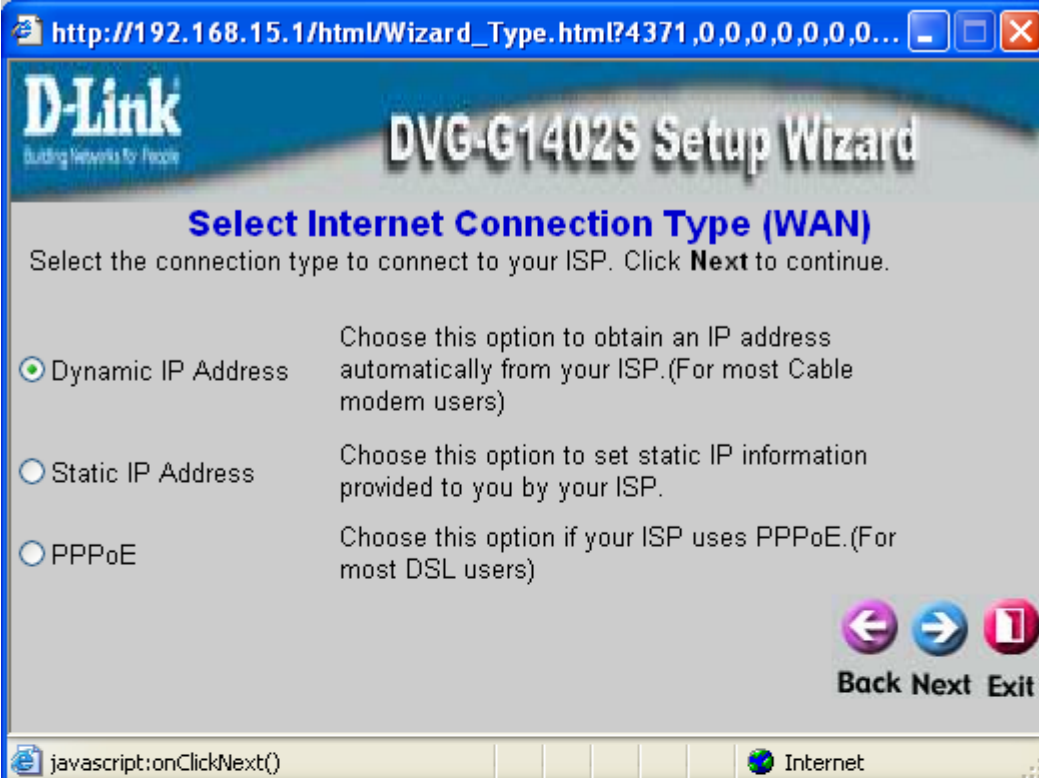 http://192.168.15.1/html/Wizard_Type.html?4371,0,0,0,0,0,0,0...
D-Link
Building Networks for People
DVG-G1402S Setup Wizard
Select Internet Connection Type (WAN)
Select the connection type to connect to your ISP. Click Next to continue.
Dynamic IP Address
Choose this option to obtain an IP address
automatically from your ISP.(For most Cable
modem users)
Static IP Address
Choose this option to set static IP information
provided to you by your ISP.
PPPoE
Choose this option if your ISP uses PPPoE.(For
most DSL users)
Back Next Exit
javascript:onClickNext()
Internet